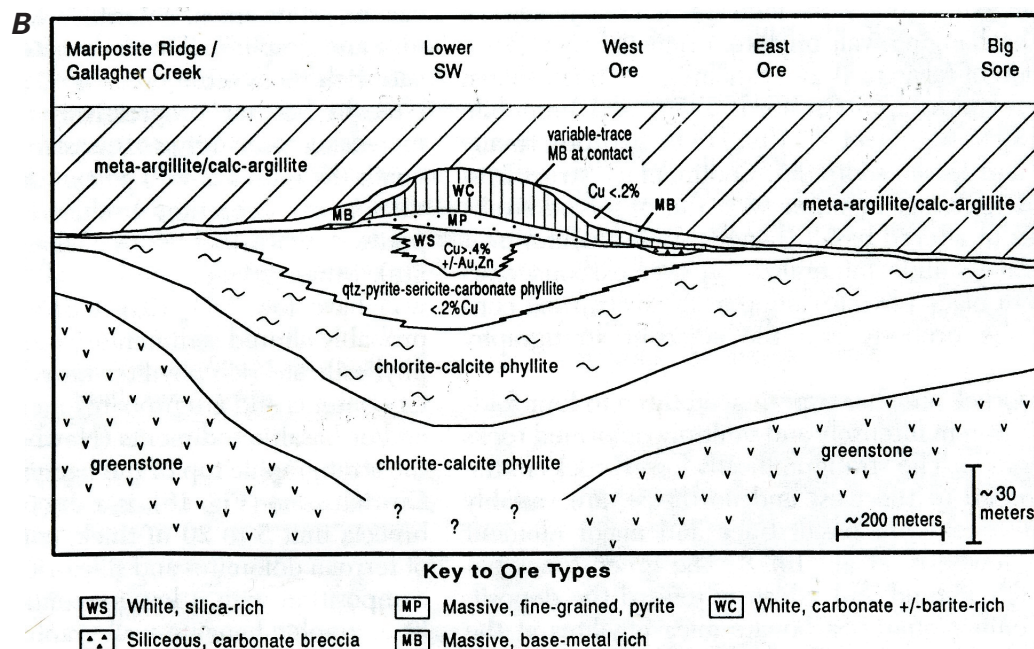 B
Mariposite Ridge /
Gallagher Creek
Lower
SW
West
Ore
East
Ore
Big
Sore
variable-trace
MB at contact
meta-argillite/calc-argillite
WC
Cu <.2%
MB
MB
MP
meta-argillite/calc-argillite
WS
Cu>.4%
+/-Au,Zn
qtz-pyrite-sericite-carbonate phyllite
<.2%Cu
chlorite-calcite phyllite
greenstone
chlorite-calcite phyllite
greenstone
~30
meters
~200 meters
? ? ?
Key to Ore Types
WS White, silica-rich
MP Massive, fine-grained, pyrite
WC White, carbonate +/-barite-rich
Siliceous, carbonate breccia
MB Massive, base-metal rich